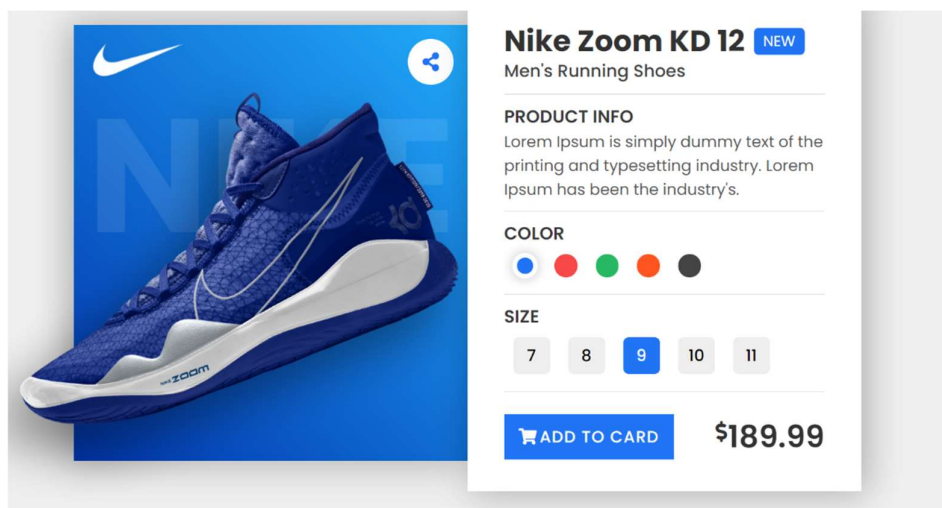 Nike Zoom KD 12 NEW
Men's Running Shoes
NIKE
PRODUCT INFO
Lorem Ipsum is simply dummy text of the
printing and typesetting industry. Lorem
Ipsum has been the industry's.
COLOR
SIZE
7 8 9 10 11
ZOOM
ADD TO CARD $189.99